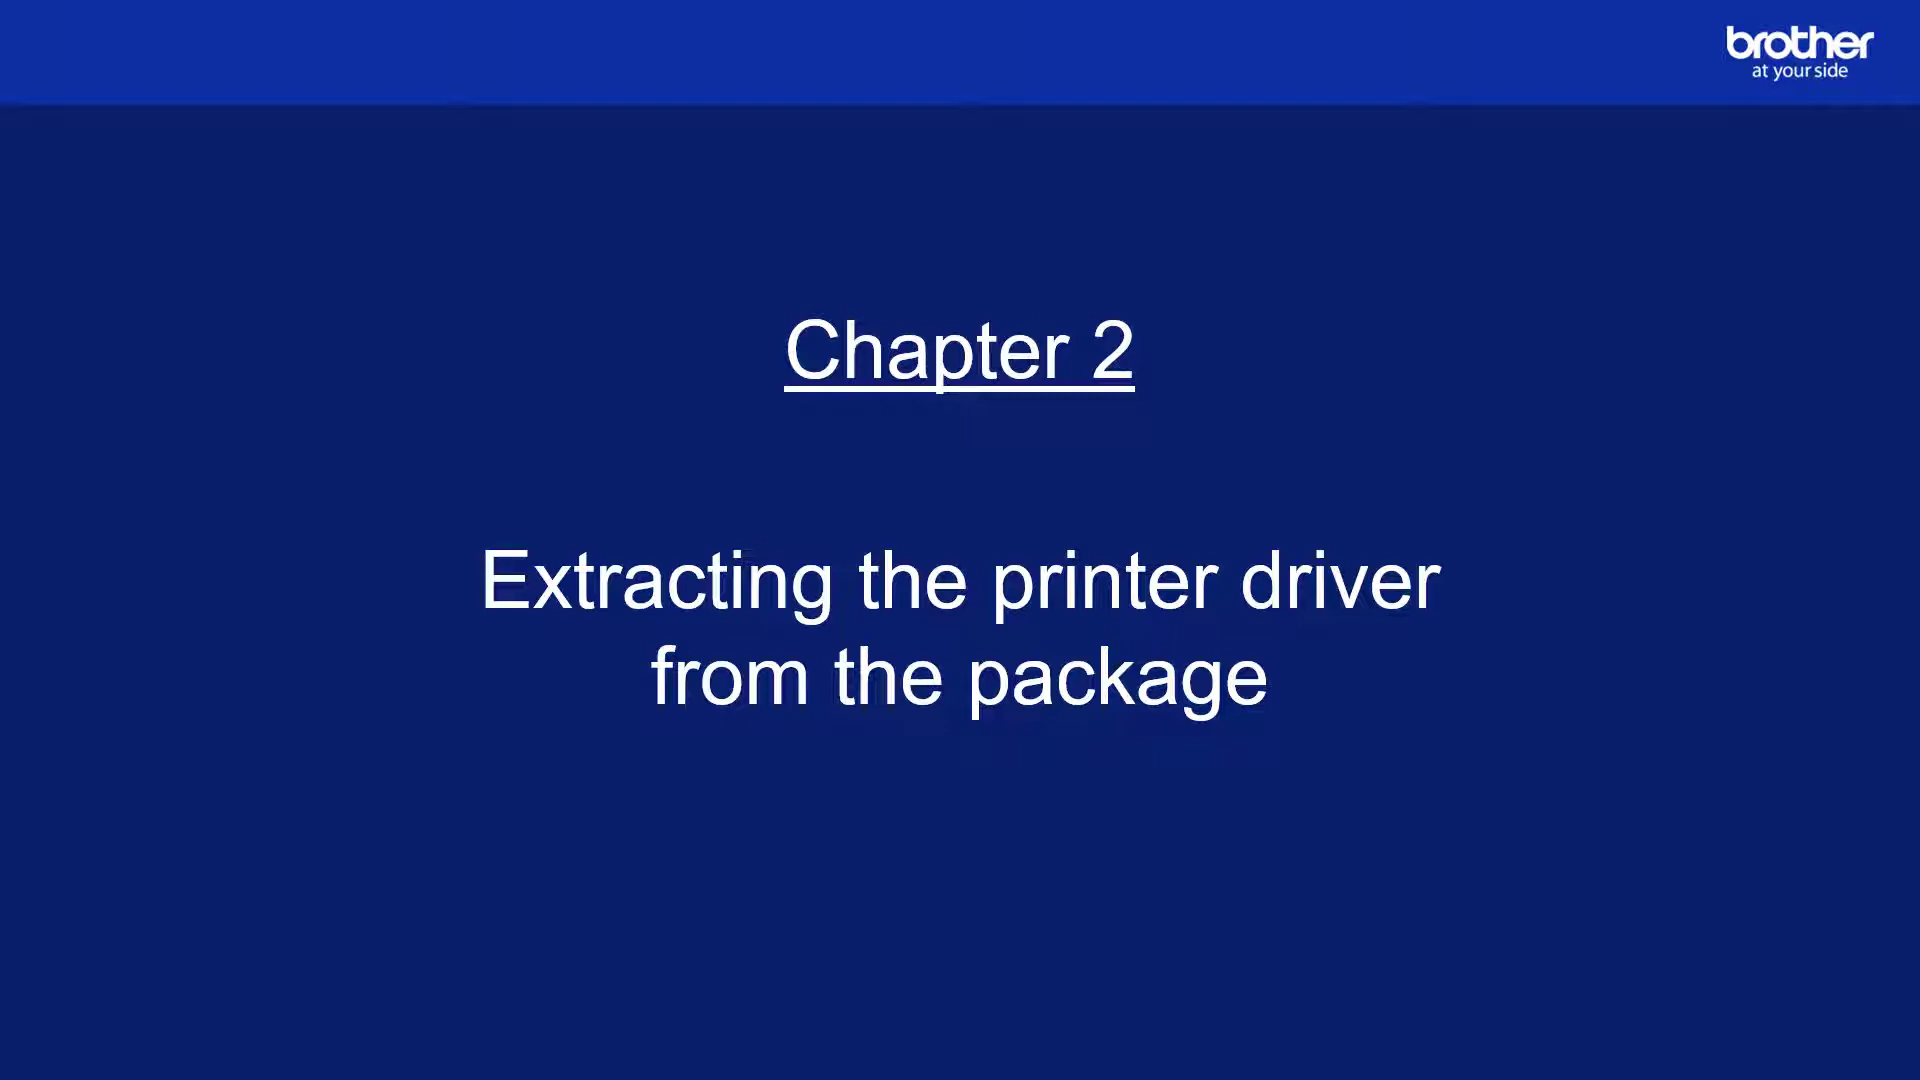 brother
at your side
Chapter 2
Extracting the printer driver
from the package